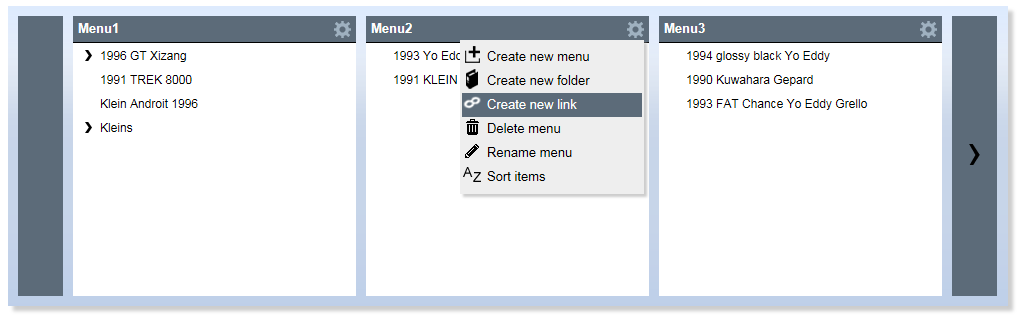 Menu1
1996 GT Xizang
1991 TREK 8000
Klein Androit 1996
Kleins
Menu2
1993 Yo
1991 KLEIN
Create new menu
Create new folder
Create new link
Delete menu
Rename menu
AZ Sort items
Menu3
1994 glossy black Yo Eddy
1990 Kuwahara Gepard
1993 FAT Chance Yo Eddy Grello